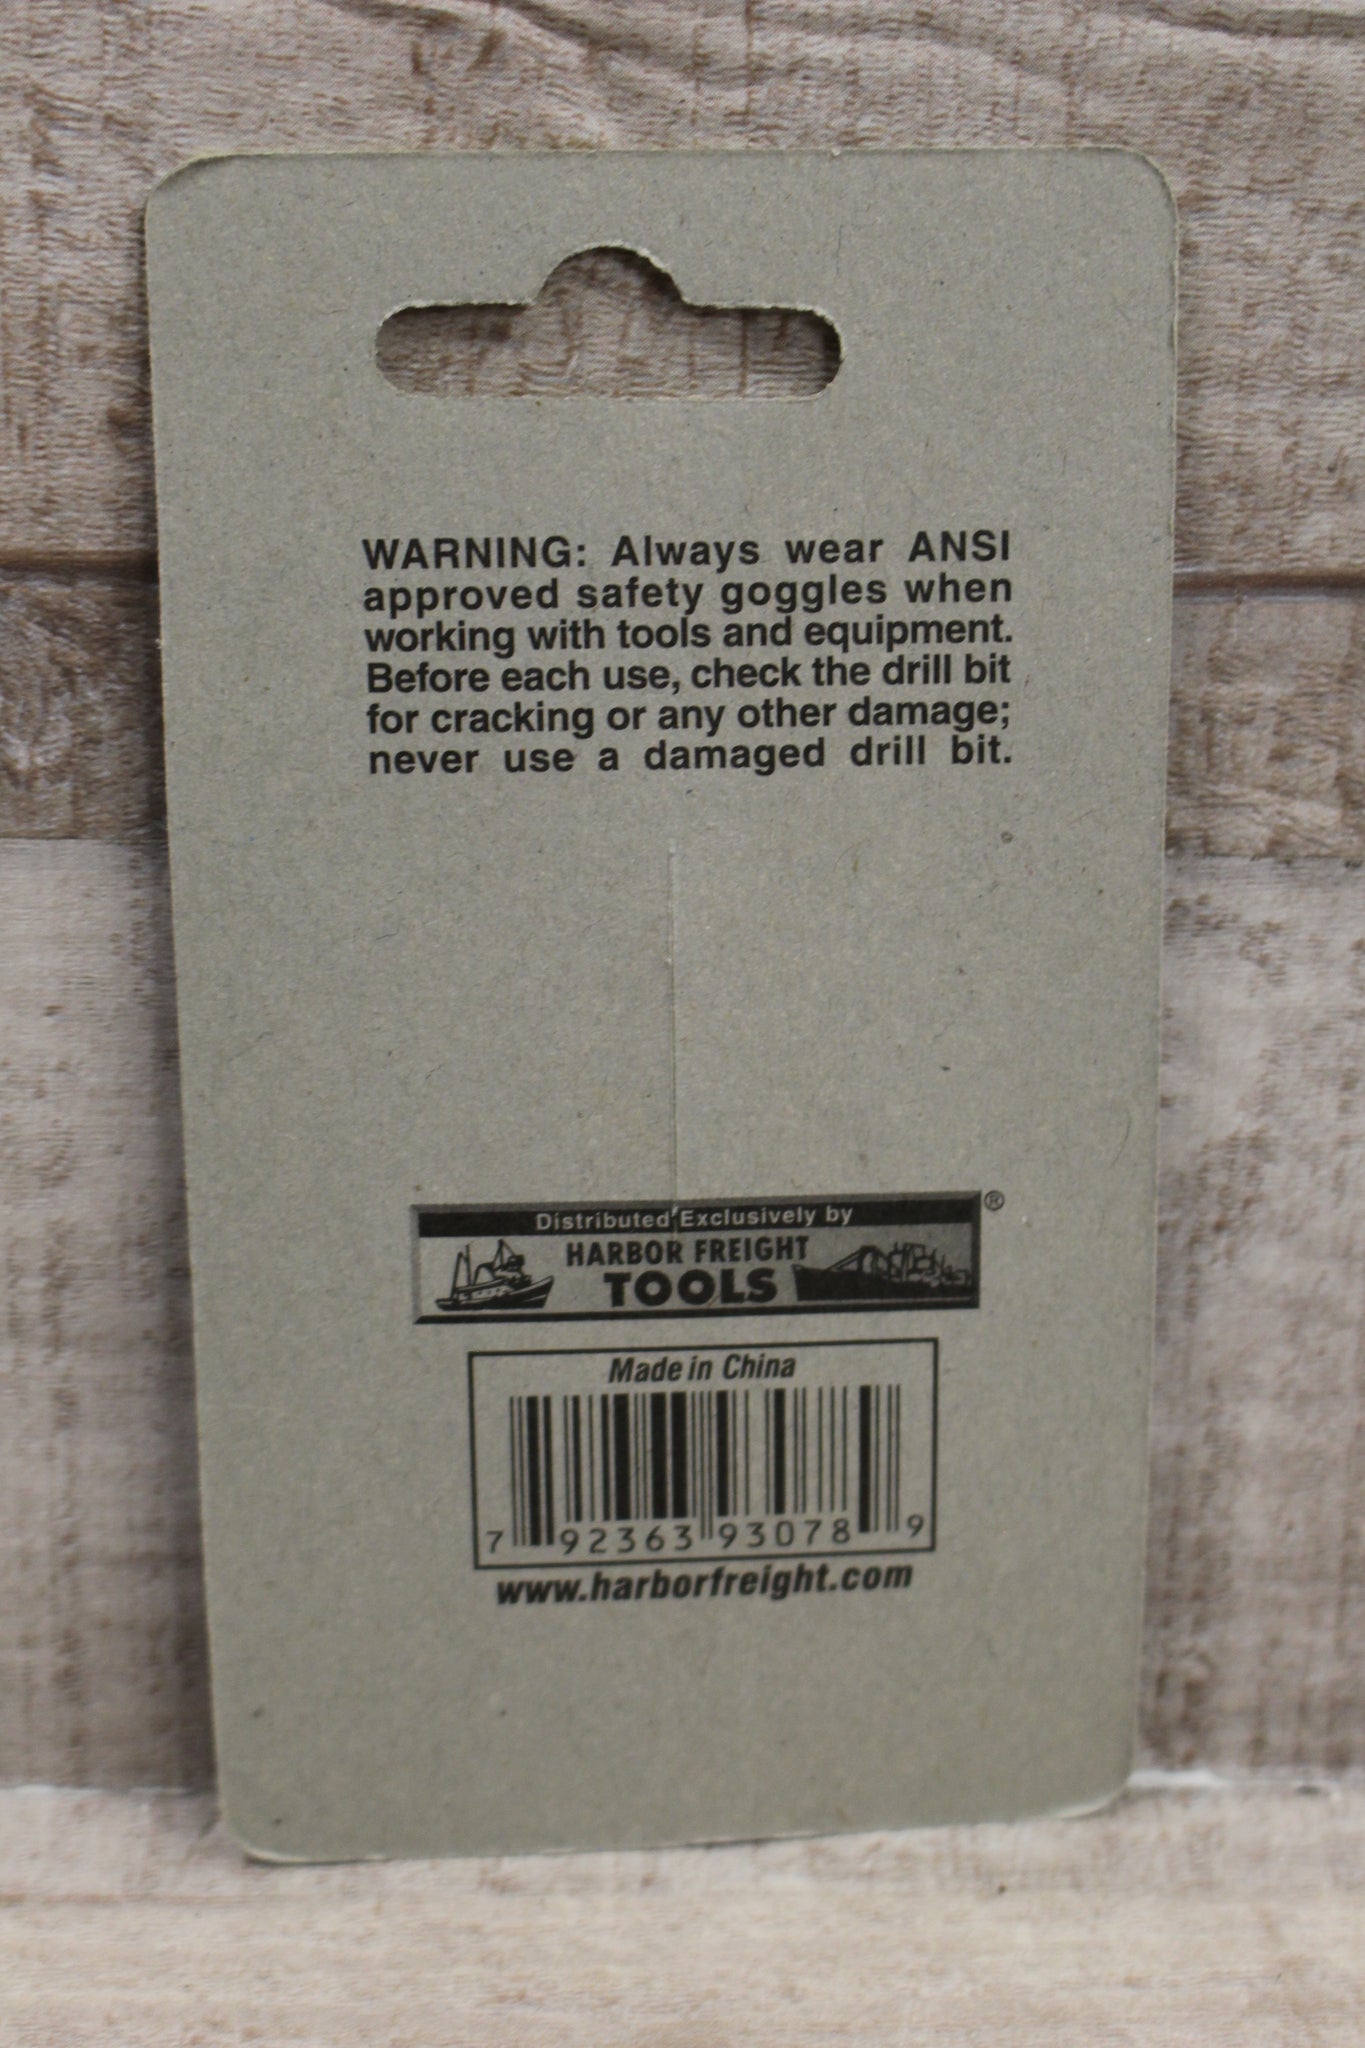 WARNING: Always wear ANSI
approved safety goggles when
working with tools and equipment.
Before each use, check the drill bit
for cracking or any other damage;
never use a damaged drill bit.
Distributed Exclusively by
®
HARBOR FREIGHT
TOOLS
Made in China
7 92363 93078 9
www.harborfreight.com